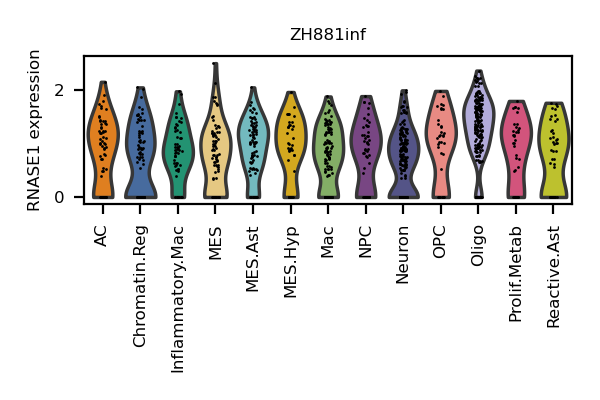 ZH881inf
RNASE1 expression
2
0
AC
Chromatin.Reg
Inflammatory.Mac
MES
MES.Ast
MES.Hyp
Mac
NPC
Neuron
OPC
Oligo
Prolif.Metab
Reactive.Ast